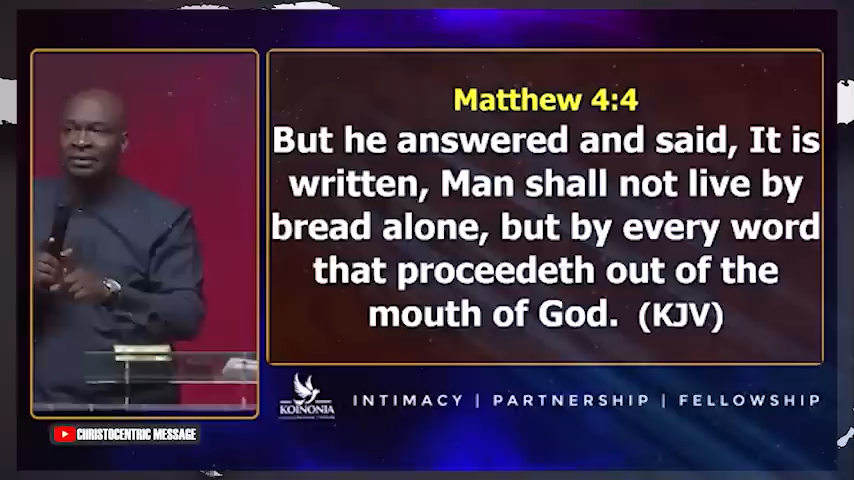 Matthew 4:4
But he answered and said, It is
written, Man shall not live by
bread alone, but by every word
that proceedeth out of the
mouth of God. (KJV)
KOINONIA
INTIMACY | PARTNERSHIP | FELLOWSHIP
CHRISTOCENTRIC MESSAGE